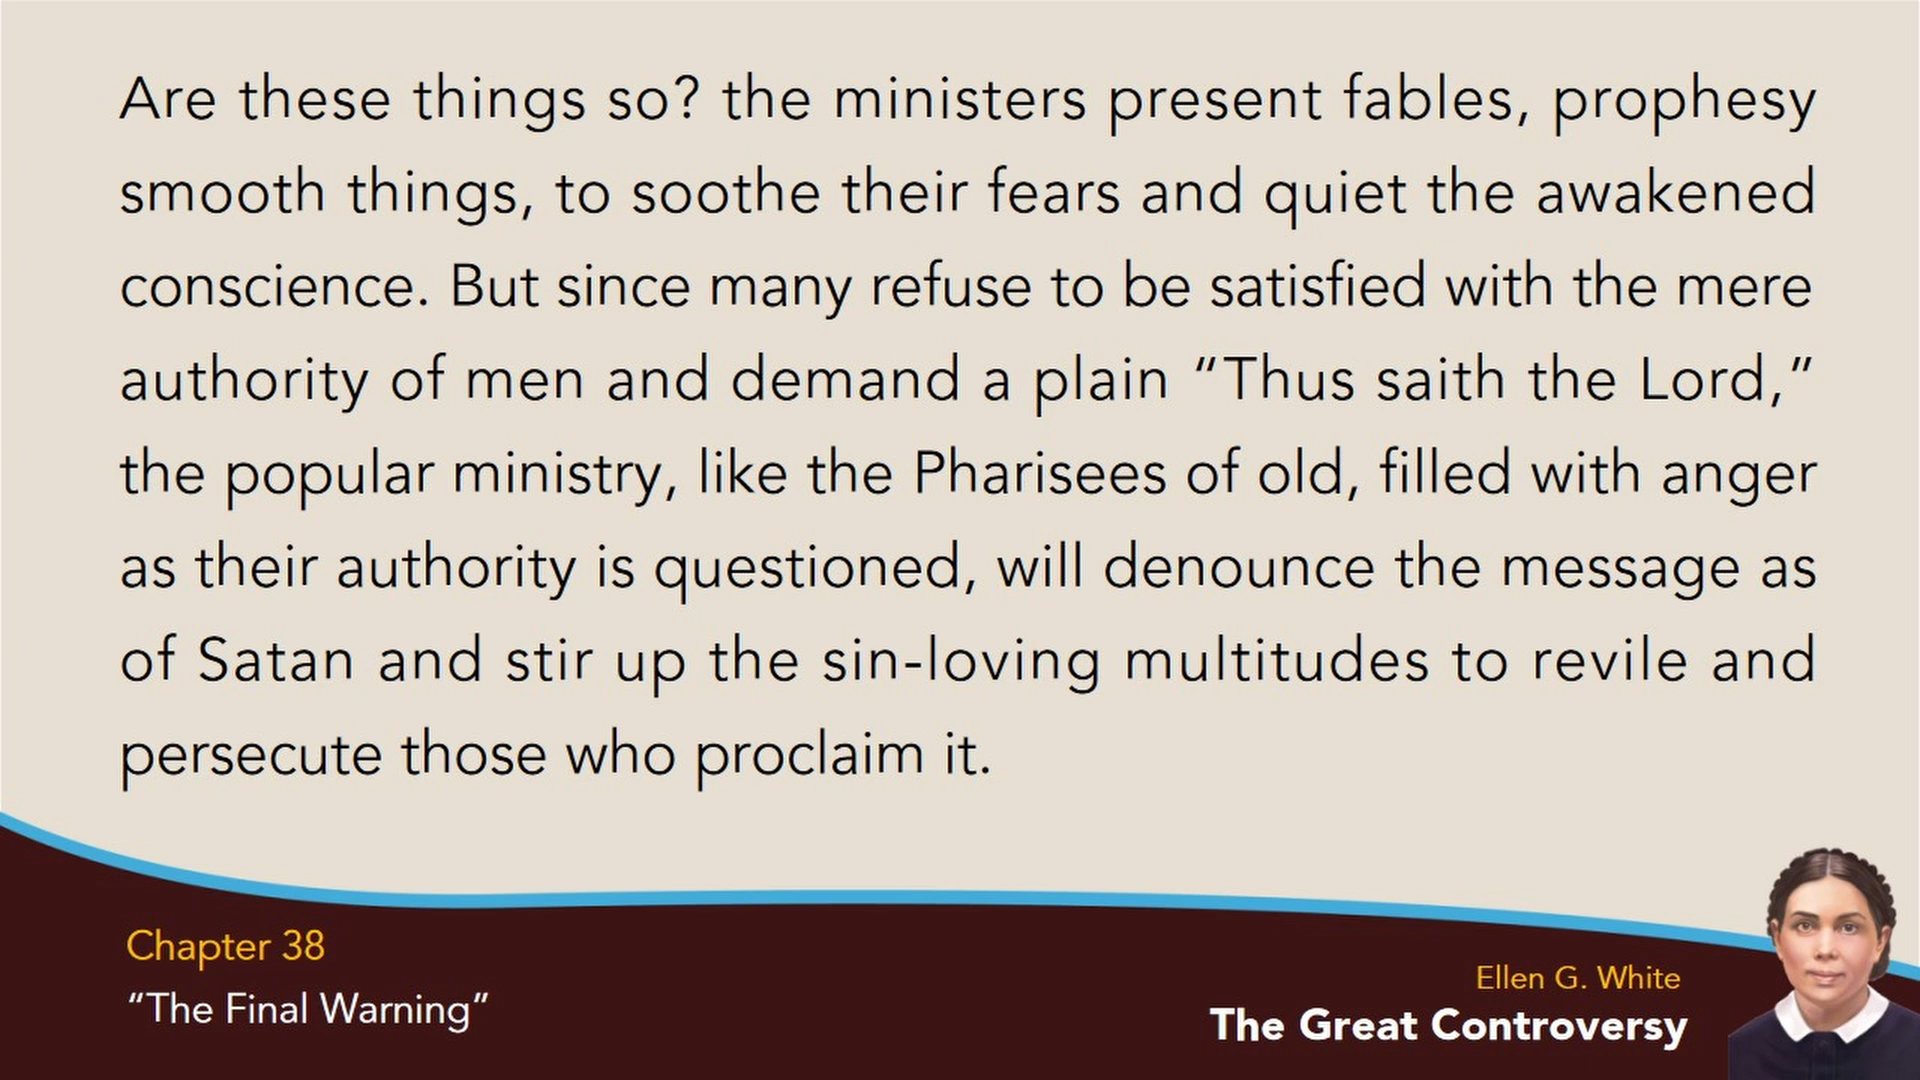 Are these things so? the ministers present fables, prophesy
smooth things, to soothe their fears and quiet the awakened
conscience. But since many refuse to be satisfied with the mere
authority of men and demand a plain “Thus saith the Lord,”
the popular ministry, like the Pharisees of old, filled with anger
as their authority is questioned, will denounce the message as
of Satan and stir up the sin-loving multitudes to revile and
persecute those who proclaim it.
Chapter 38
“The Final Warning”
Ellen G. White
The Great Controversy